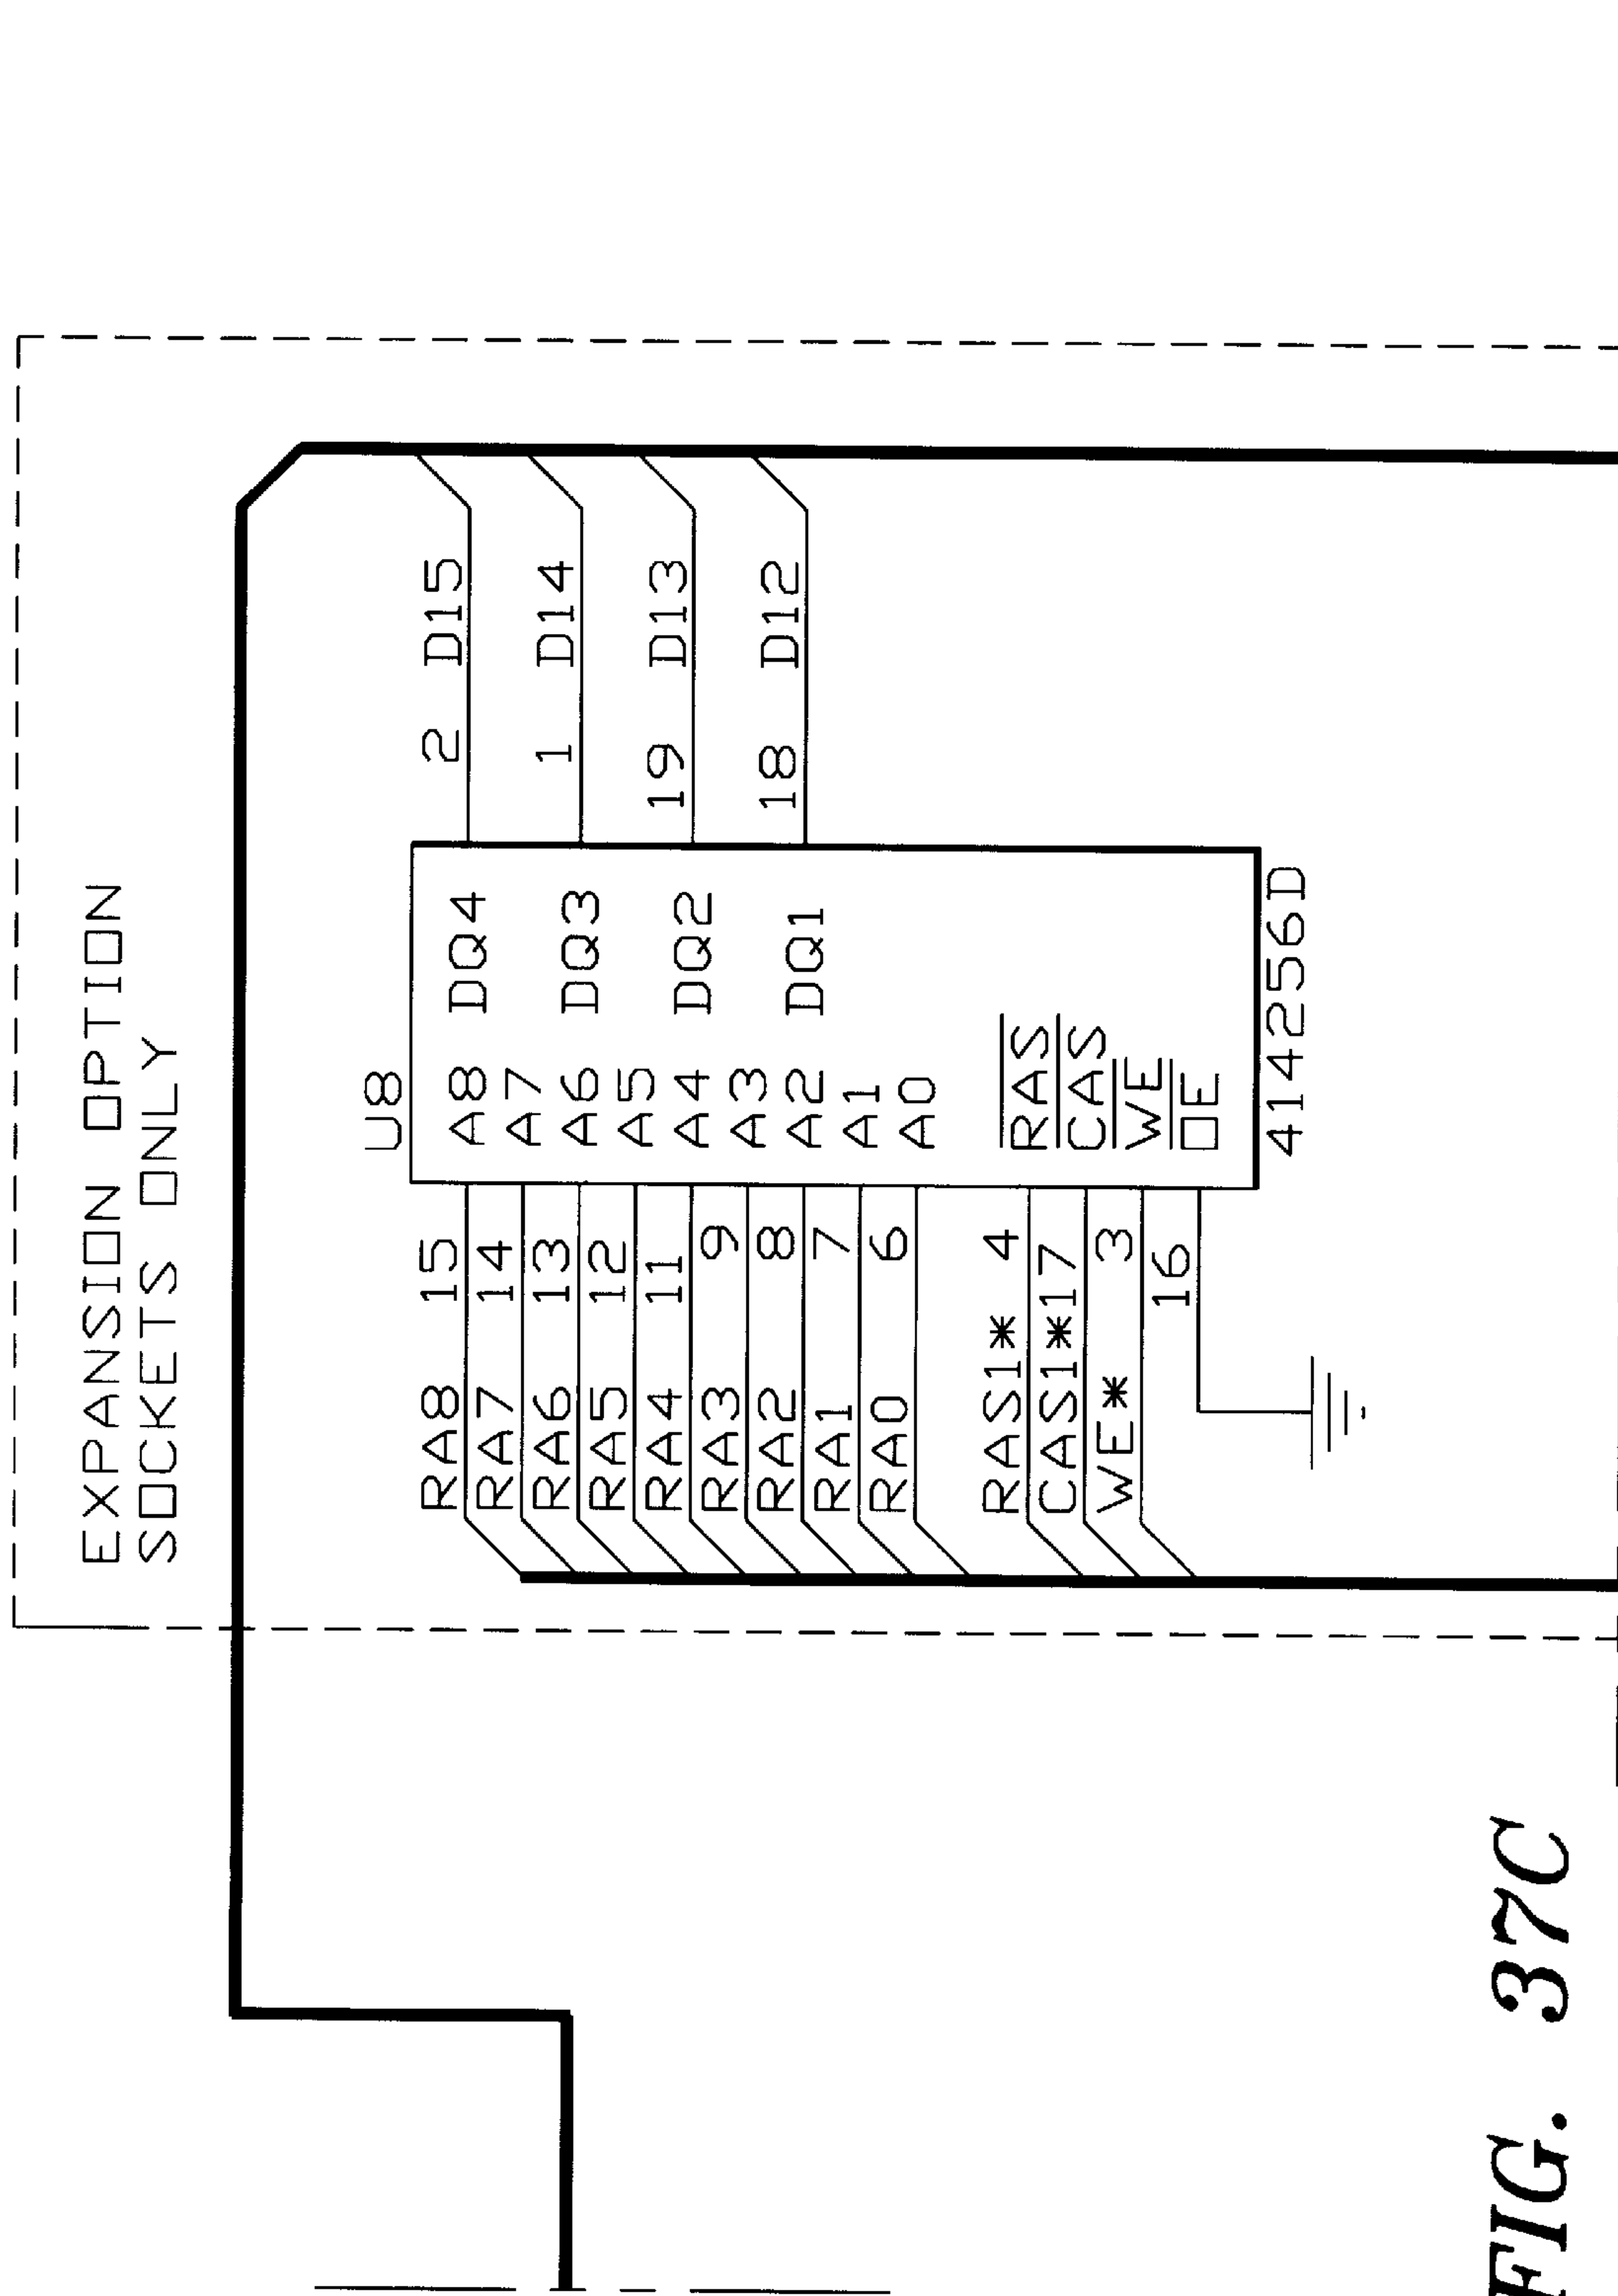 EXPANSION OPTION
SOCKETS ONLY
U8
RA8 15 A8 DQ4 2 D15
RA7 14 A7
RA6 13 A6 DQ3 1 D14
RA5 12 A5
RA4 11 A4 DQ2 19 D13
RA3 9 A3
RA2 8 A2 DQ1 18 D12
RA1 7 A1
RA0 6 A0
RAS1* 4 RAS
CAS1*17 CAS
WE* 3 WE
16 OE
414256D
FIG. 37C